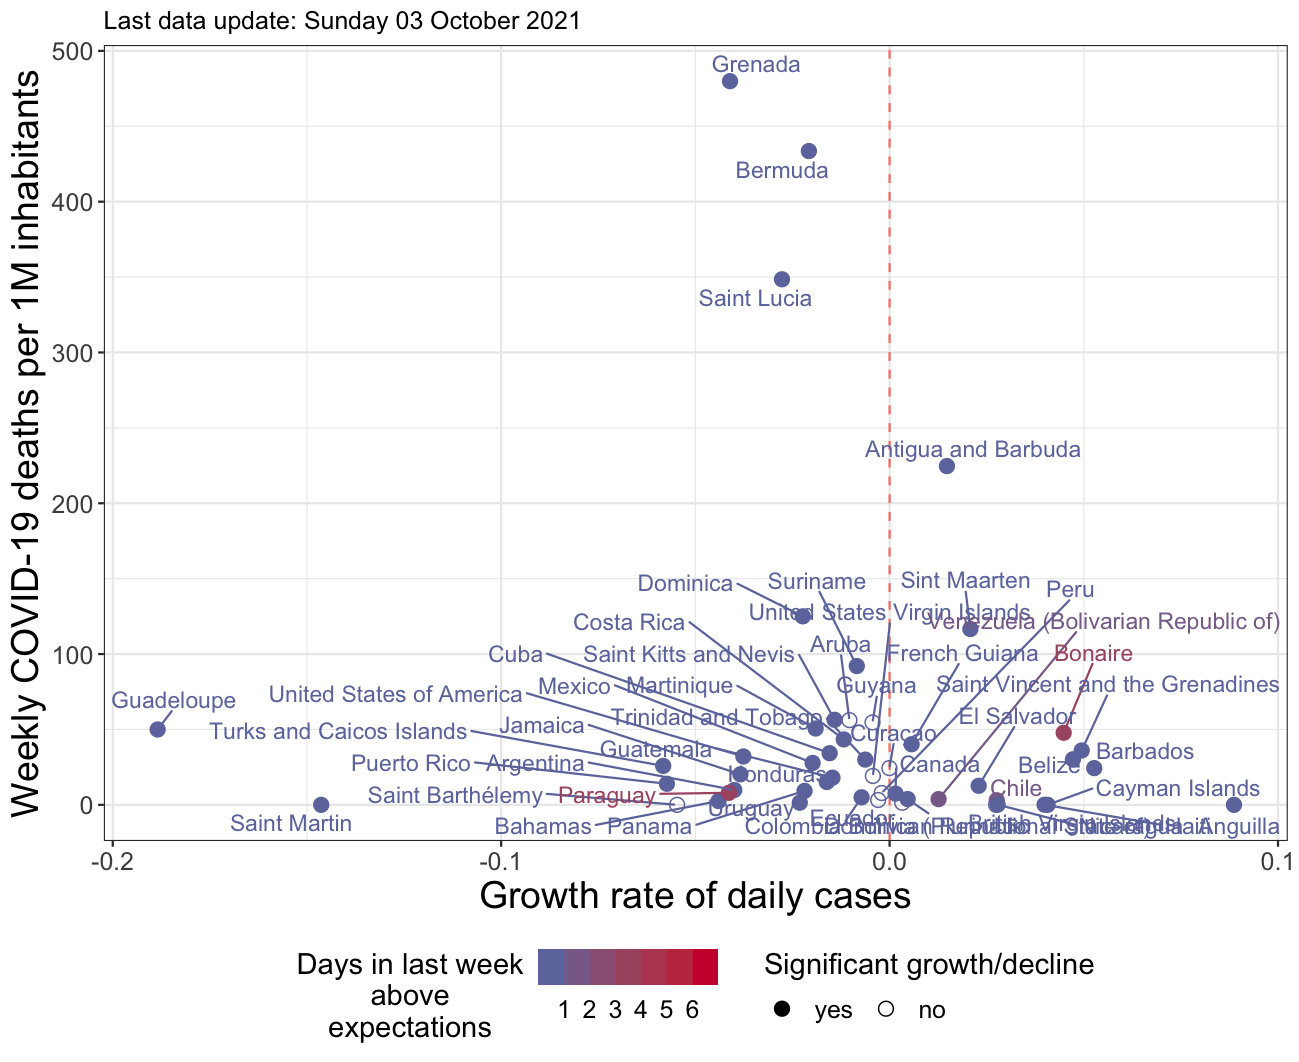 Last data update: Sunday 03 October 2021
Weekly COVID-19 deaths per 1M inhabitants
500
400
300
200
100
0
Grenada
Bermuda
Saint Lucia
Antigua and Barbuda
Dominica
Suriname
Sint Maarten
Peru
United States Virgin Islands
Costa Rica
Venezuela (Bolivarian Republic of)
Aruba
Cuba
Saint Kitts and Nevis
French Guiana
Bonaire
United States of America
Mexico
Martinique
Guyana
Saint Vincent and the Grenadines
Guadeloupe
Trinidad and Tobago
El Salvador
Turks and Caicos Islands
Jamaica
Curaçao
Guatemala
Barbados
Puerto Rico
Argentina
Honduras
Canada
Belize
Saint Barthélemy
Paraguay
Chile
Cayman Islands
Uruguay
Ecuador
Saint Martin
Bahamas
Panama
Colombia
Haiti
Anguilla
-0.2
-0.1
0.0
0.1
Growth rate of daily cases
Days in last week
above
expectations
1 2 3 4 5 6
Significant growth/decline
yes
no